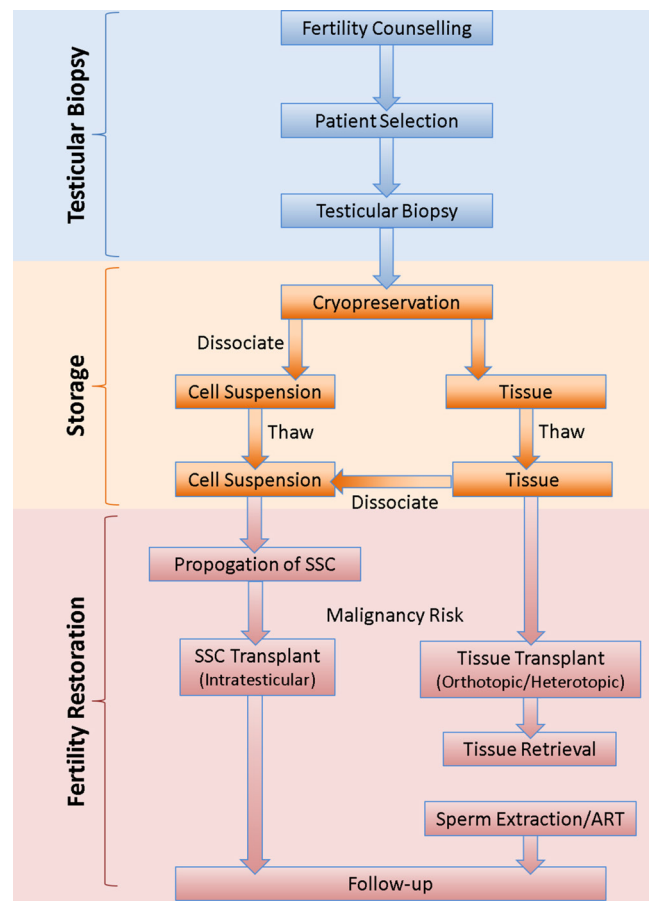 Testicular Biopsy
Fertility Counselling
Patient Selection
Testicular Biopsy
Storage
Cryopreservation
Dissociate
Cell Suspension
Tissue
Thaw
Thaw
Cell Suspension
Tissue
Dissociate
Fertility Restoration
Propogation of SSC
Malignancy Risk
SSC Transplant
(Intratesticular)
Tissue Transplant
(Orthotopic/Heterotopic)
Tissue Retrieval
Sperm Extraction/ART
Follow-up